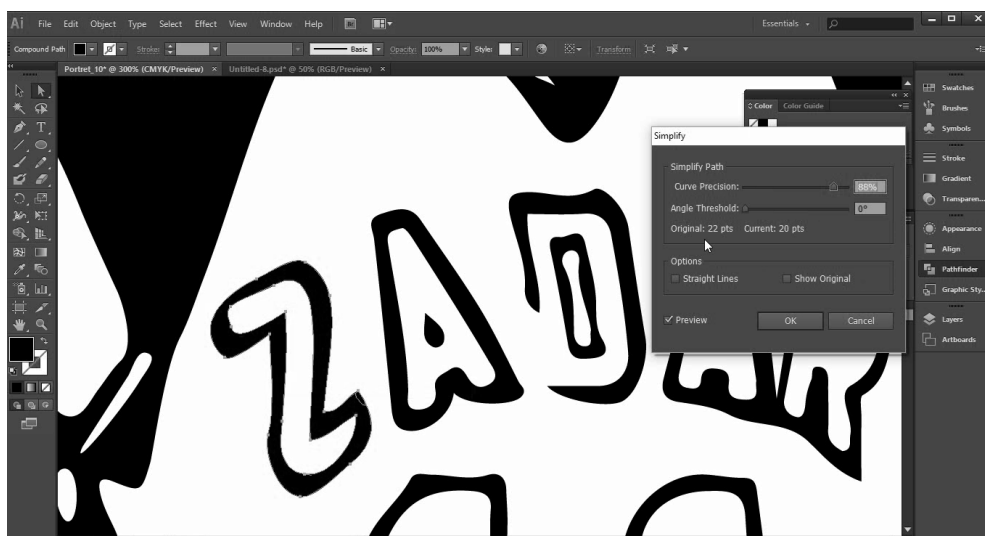 Ai File Edit Object Type Select Effect View Window Help Br Essentials
Compound Path Stroke: Basic Opacity: 100% Style: Transform
Portret_10* @ 300% (CMYK/Preview) × Untitled-8.psd* @ 50% (RGB/Preview) ×
Color Color Guide
Swatches
Brushes
Symbols
Stroke
Gradient
Transparen...
Appearance
Align
Pathfinder
Graphic Sty...
Layers
Artboards
Simplify
Simplify Path
Curve Precision: 88%
Angle Threshold: 0°
Original: 22 pts Current: 20 pts
Options
Straight Lines Show Original
Preview OK Cancel
ZADAR